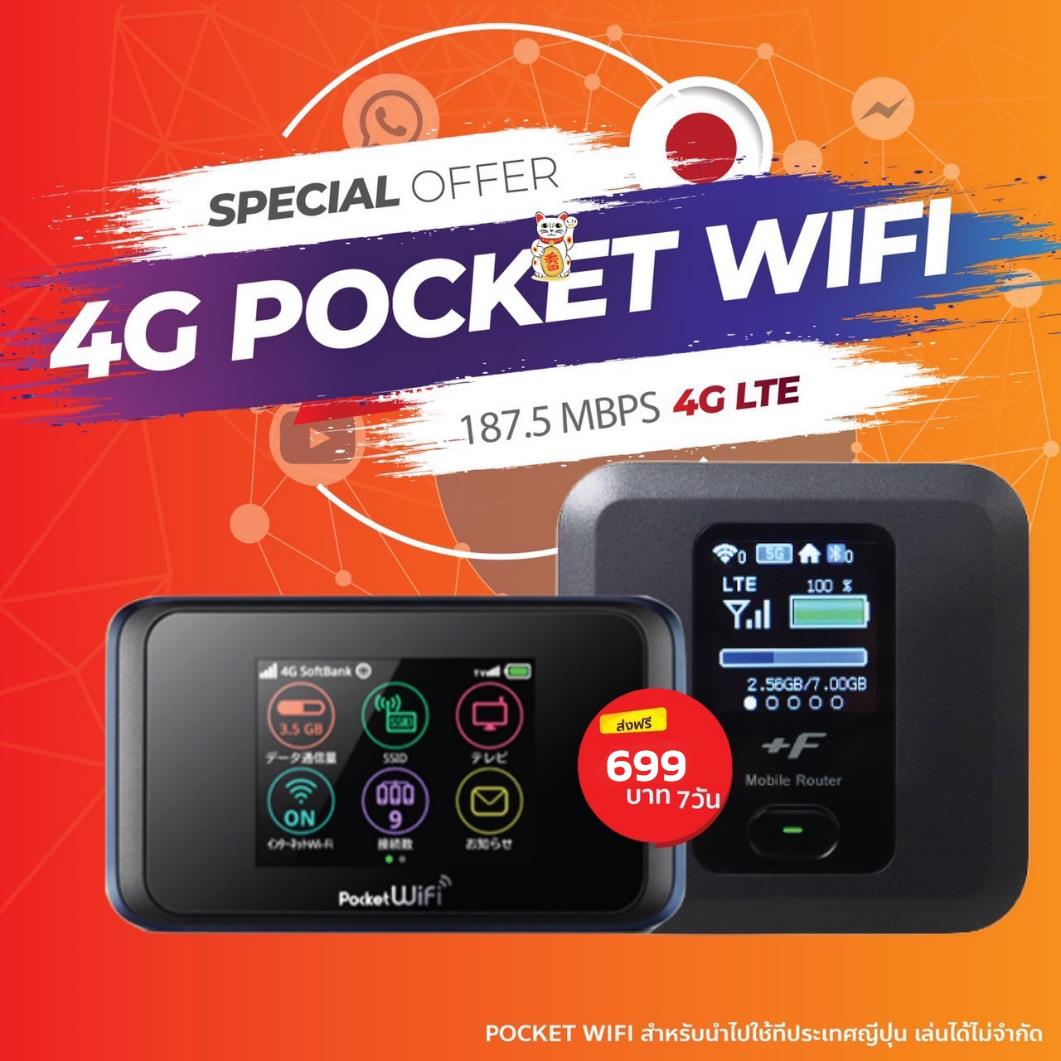 SPECIAL OFFER
4G POCKET WIFI
187.5 MBPS 4G LTE
0 5G 0
LTE 100 %
2.56GB/7.00GB
+F
Mobile Router
4G SoftBank TV
3.5 GB SSID
データ通信量 SSID テレビ
ON 9
インターネットWi-Fi 接続数 お知らせ
Pocket WiFi
ส่งฟรี
699
บาท 7วัน
POCKET WIFI สำหรับนำไปใช้ทีประเทศญีปุ่น เล่นได้ไม่จำกัด